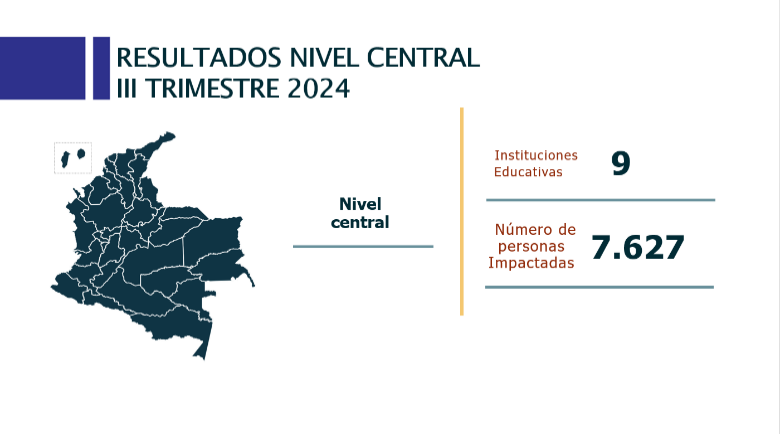 RESULTADOS NIVEL CENTRAL
III TRIMESTRE 2024
Nivel
central
Instituciones
Educativas
9
Número de
personas
Impactadas
7.627